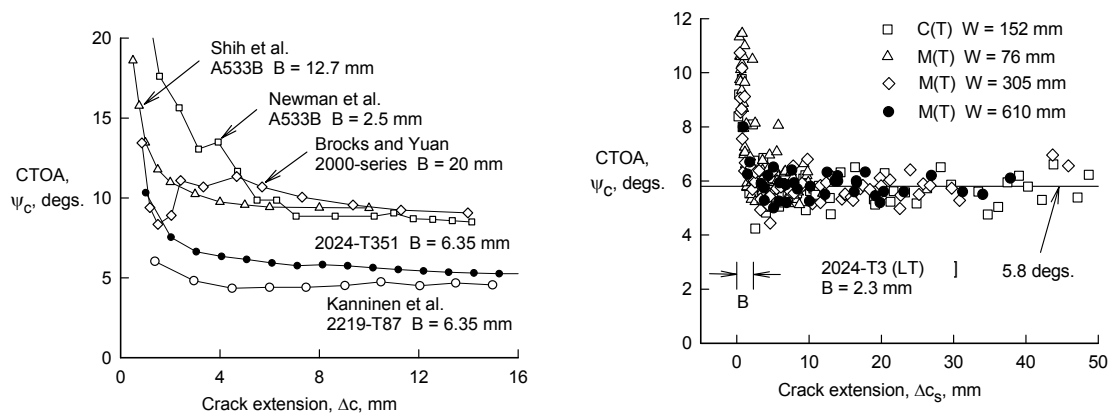 20
15
10
5
0
CTOA,
ψc, degs.
Shih et al.
A533B B = 12.7 mm
Newman et al.
A533B B = 2.5 mm
Brocks and Yuan
2000-series B = 20 mm
2024-T351 B = 6.35 mm
Kanninen et al.
2219-T87 B = 6.35 mm
0 4 8 12 16
Crack extension, Δc, mm
12
10
8
6
4
2
0
CTOA,
ψc, degs.
C(T) W = 152 mm
M(T) W = 76 mm
M(T) W = 305 mm
M(T) W = 610 mm
2024-T3 (LT) ]
B = 2.3 mm
5.8 degs.
B
0 10 20 30 40 50
Crack extension, Δcs, mm